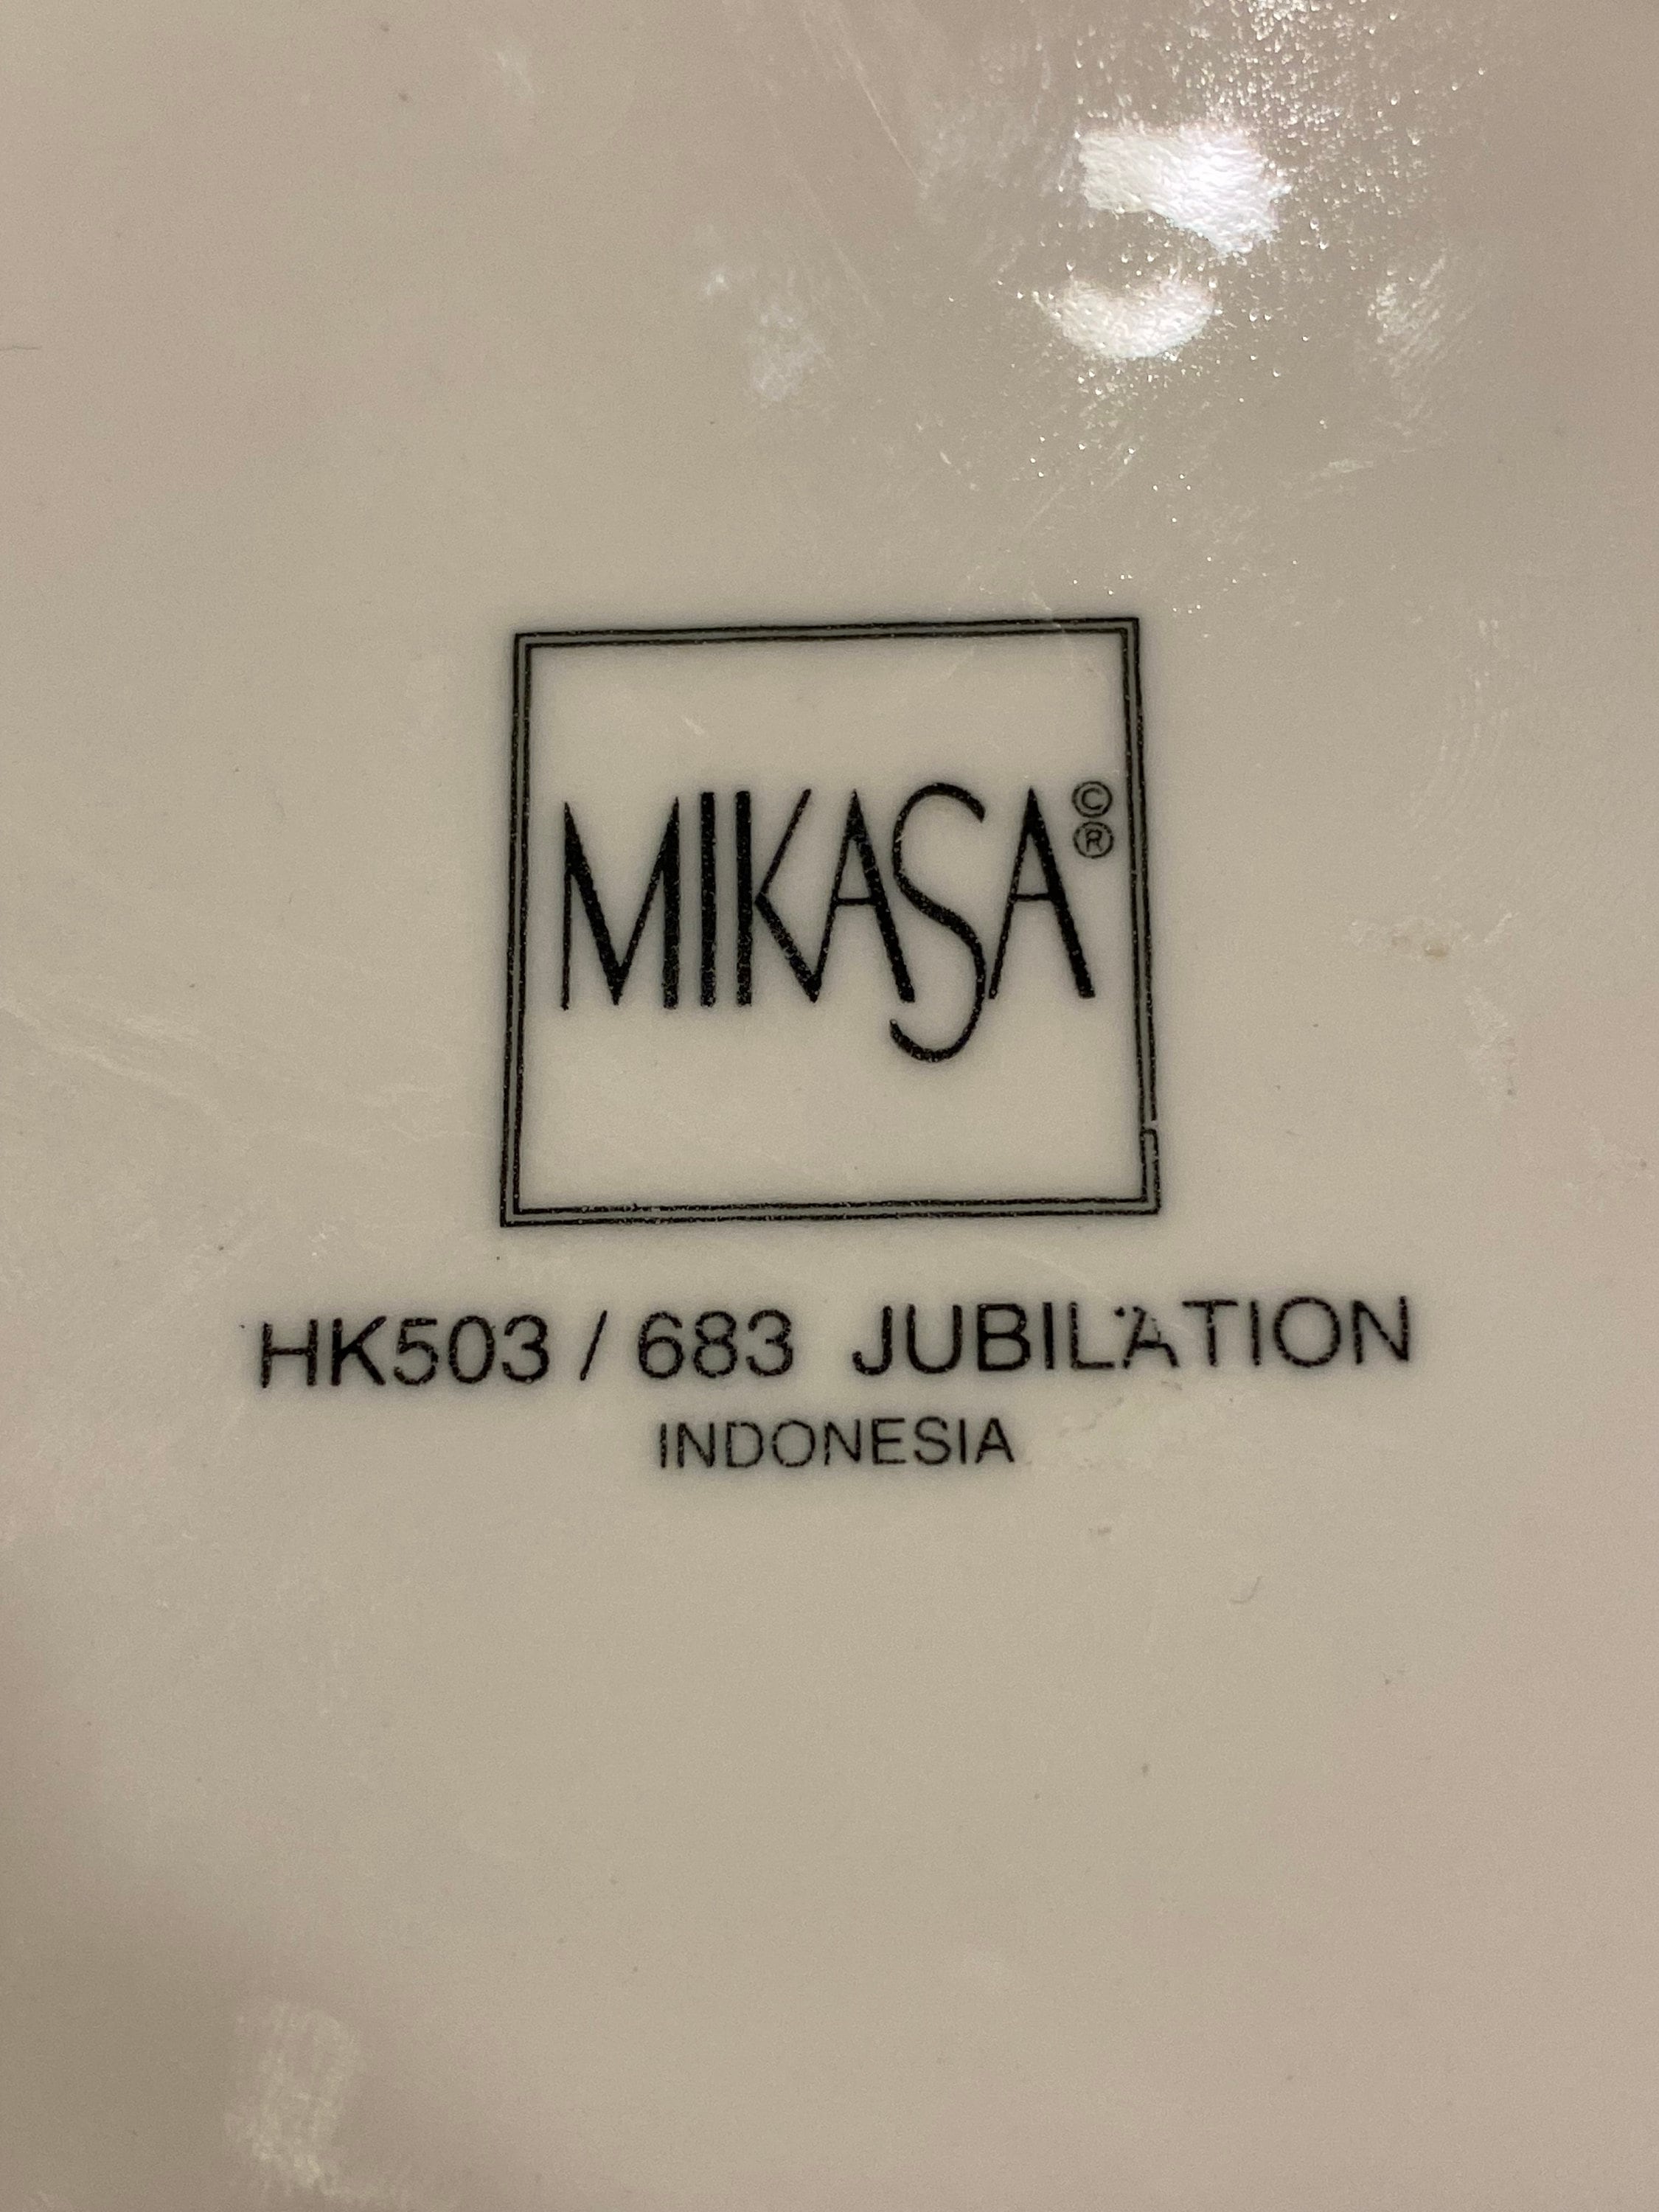 MIKASA©®
HK503 / 683 JUBILATION
INDONESIA